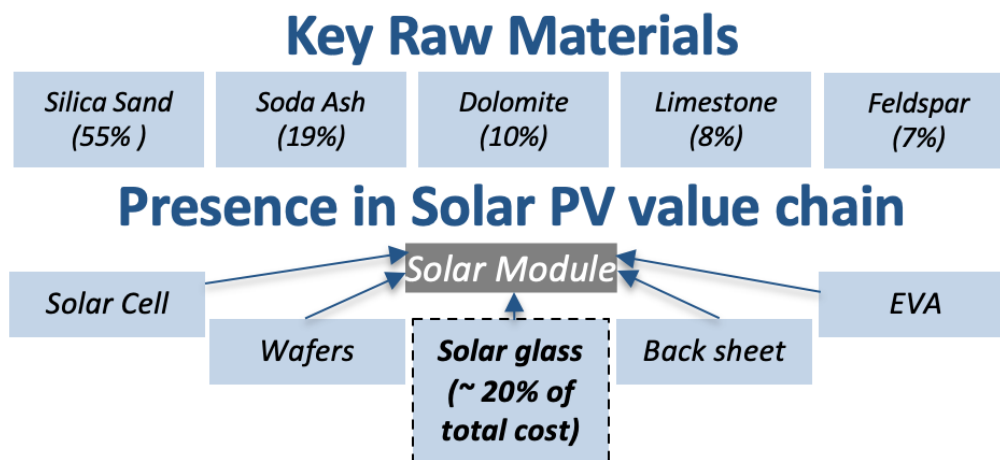 Key Raw Materials
Silica Sand
(55% )
Soda Ash
(19%)
Dolomite
(10%)
Limestone
(8%)
Feldspar
(7%)
Presence in Solar PV value chain
Solar Module
Solar Cell
EVA
Wafers
Solar glass
(~ 20% of
total cost)
Back sheet